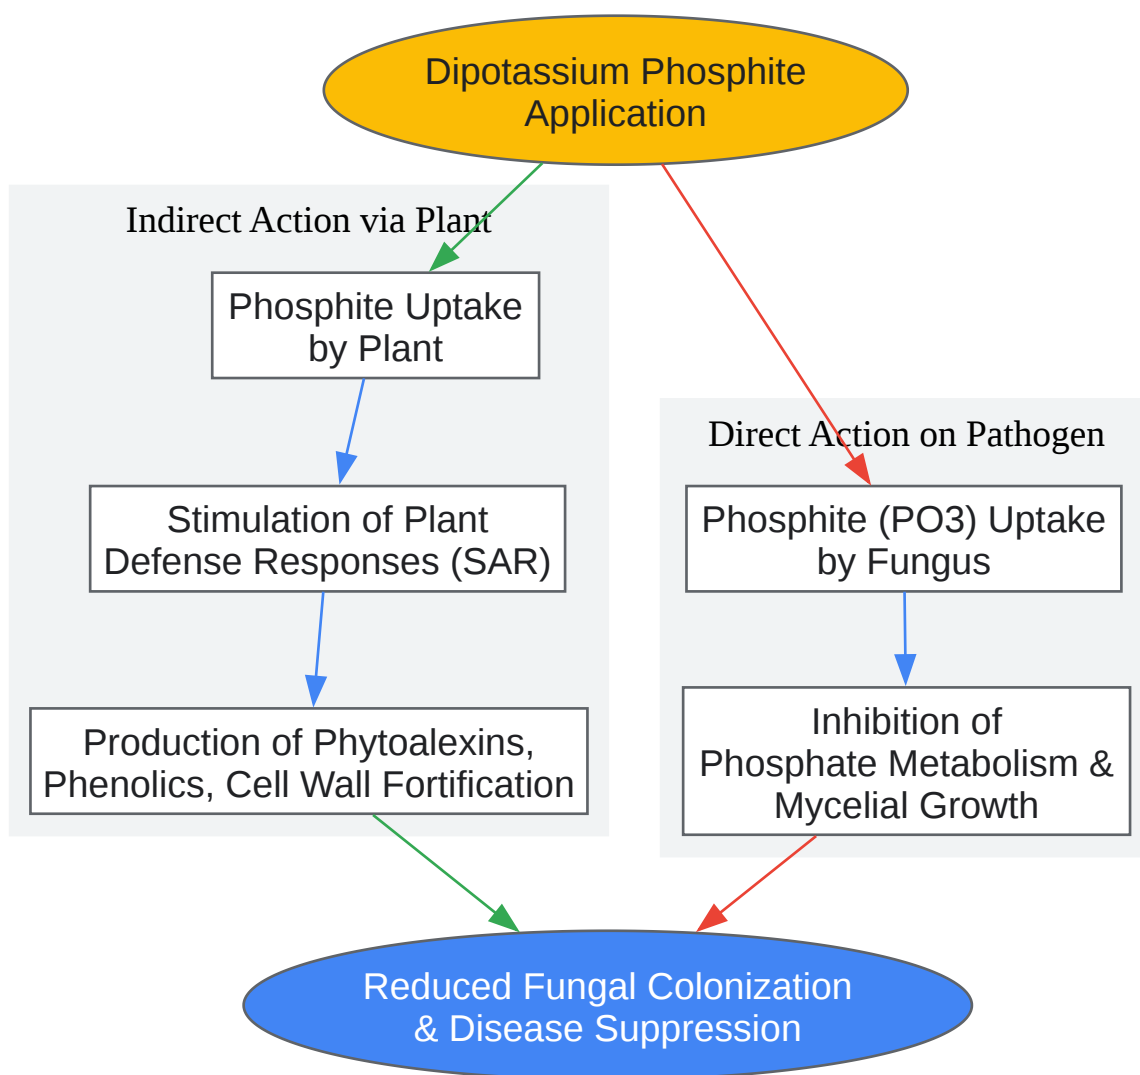 Dipotassium Phosphite
Application
Indirect Action via Plant
Phosphite Uptake
by Plant
Stimulation of Plant
Defense Responses (SAR)
Production of Phytoalexins,
Phenolics, Cell Wall Fortification
Direct Action on Pathogen
Phosphite (PO3) Uptake
by Fungus
Inhibition of
Phosphate Metabolism &
Mycelial Growth
Reduced Fungal Colonization
& Disease Suppression